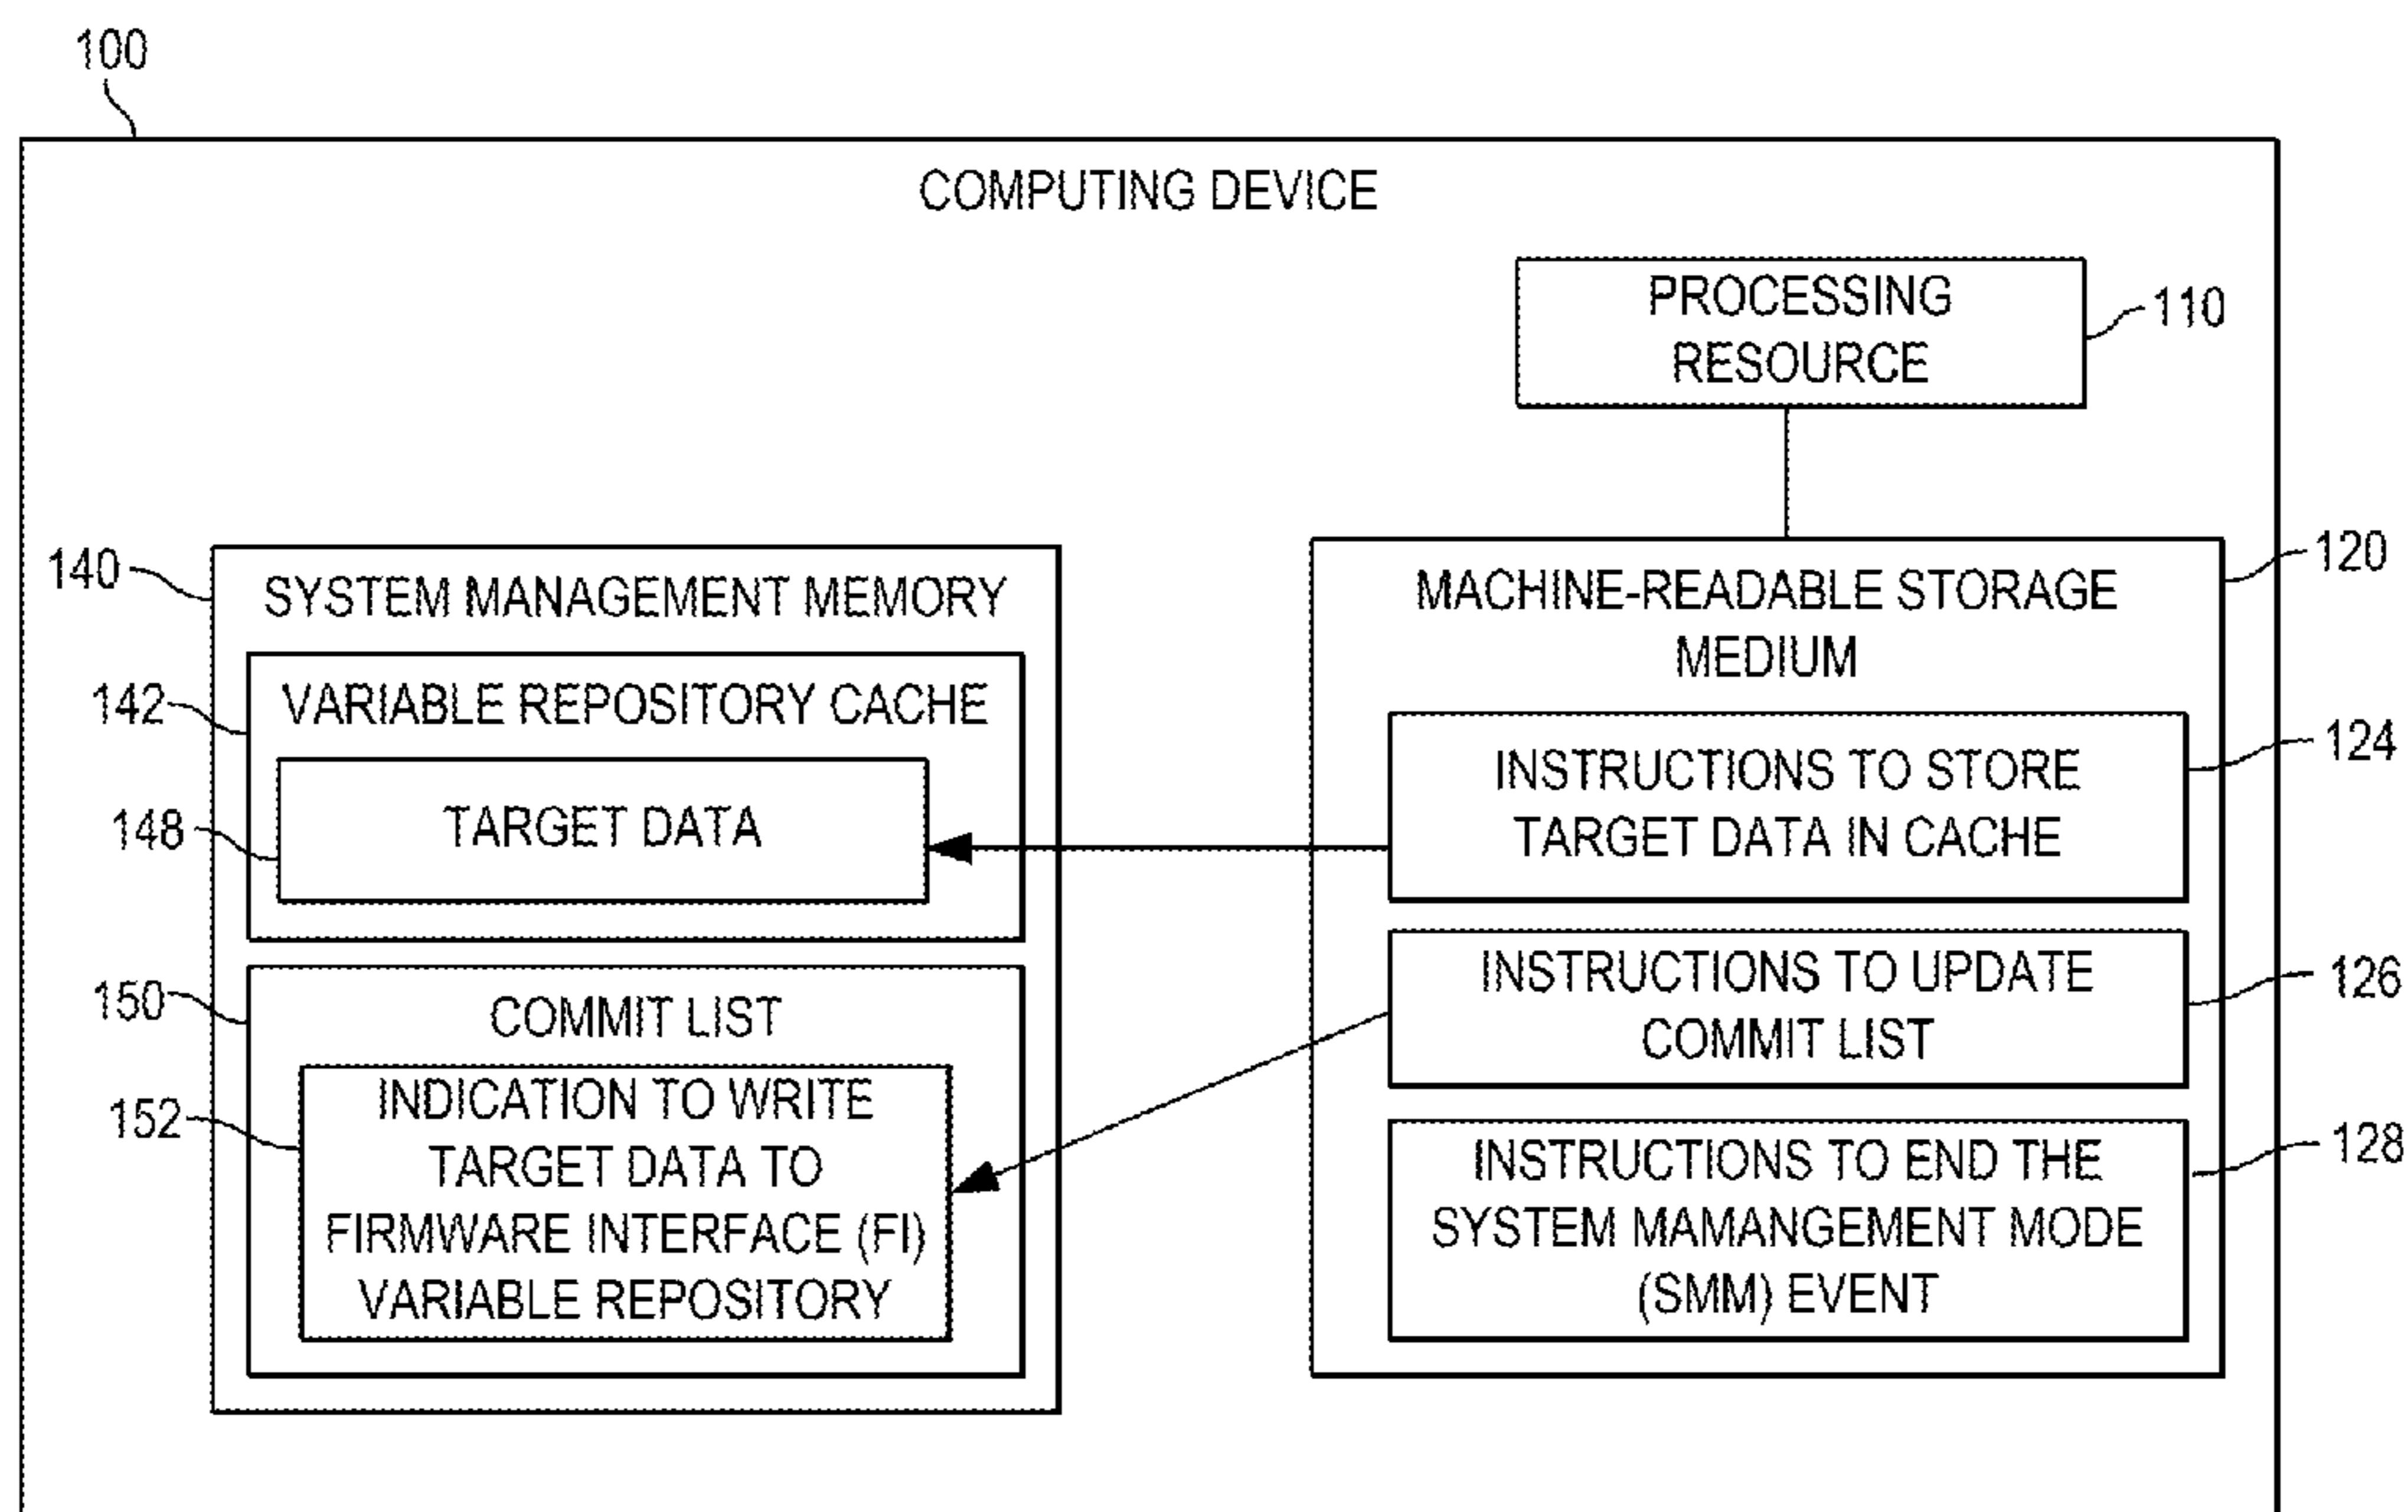 100
COMPUTING DEVICE
PROCESSING
RESOURCE
110
140
SYSTEM MANAGEMENT MEMORY
142
VARIABLE REPOSITORY CACHE
148
TARGET DATA
150
COMMIT LIST
152
INDICATION TO WRITE
TARGET DATA TO
FIRMWARE INTERFACE (FI)
VARIABLE REPOSITORY
120
MACHINE-READABLE STORAGE
MEDIUM
124
INSTRUCTIONS TO STORE
TARGET DATA IN CACHE
126
INSTRUCTIONS TO UPDATE
COMMIT LIST
128
INSTRUCTIONS TO END THE
SYSTEM MAMANGEMENT MODE
(SMM) EVENT